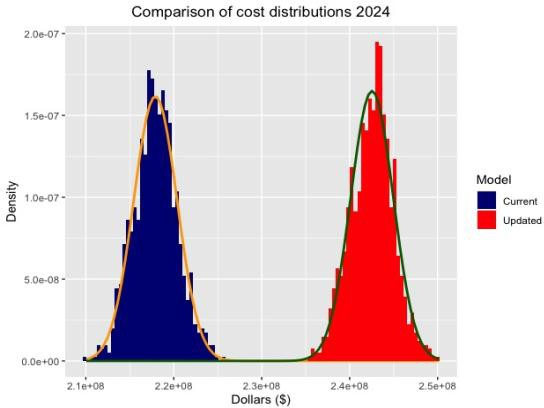 Comparison of cost distributions 2024
2.0e-07
1.5e-07
1.0e-07
5.0e-08
0.0e+00
Density
2.1e+08 2.2e+08 2.3e+08 2.4e+08 2.5e+08
Dollars ($)
Model
Current
Updated